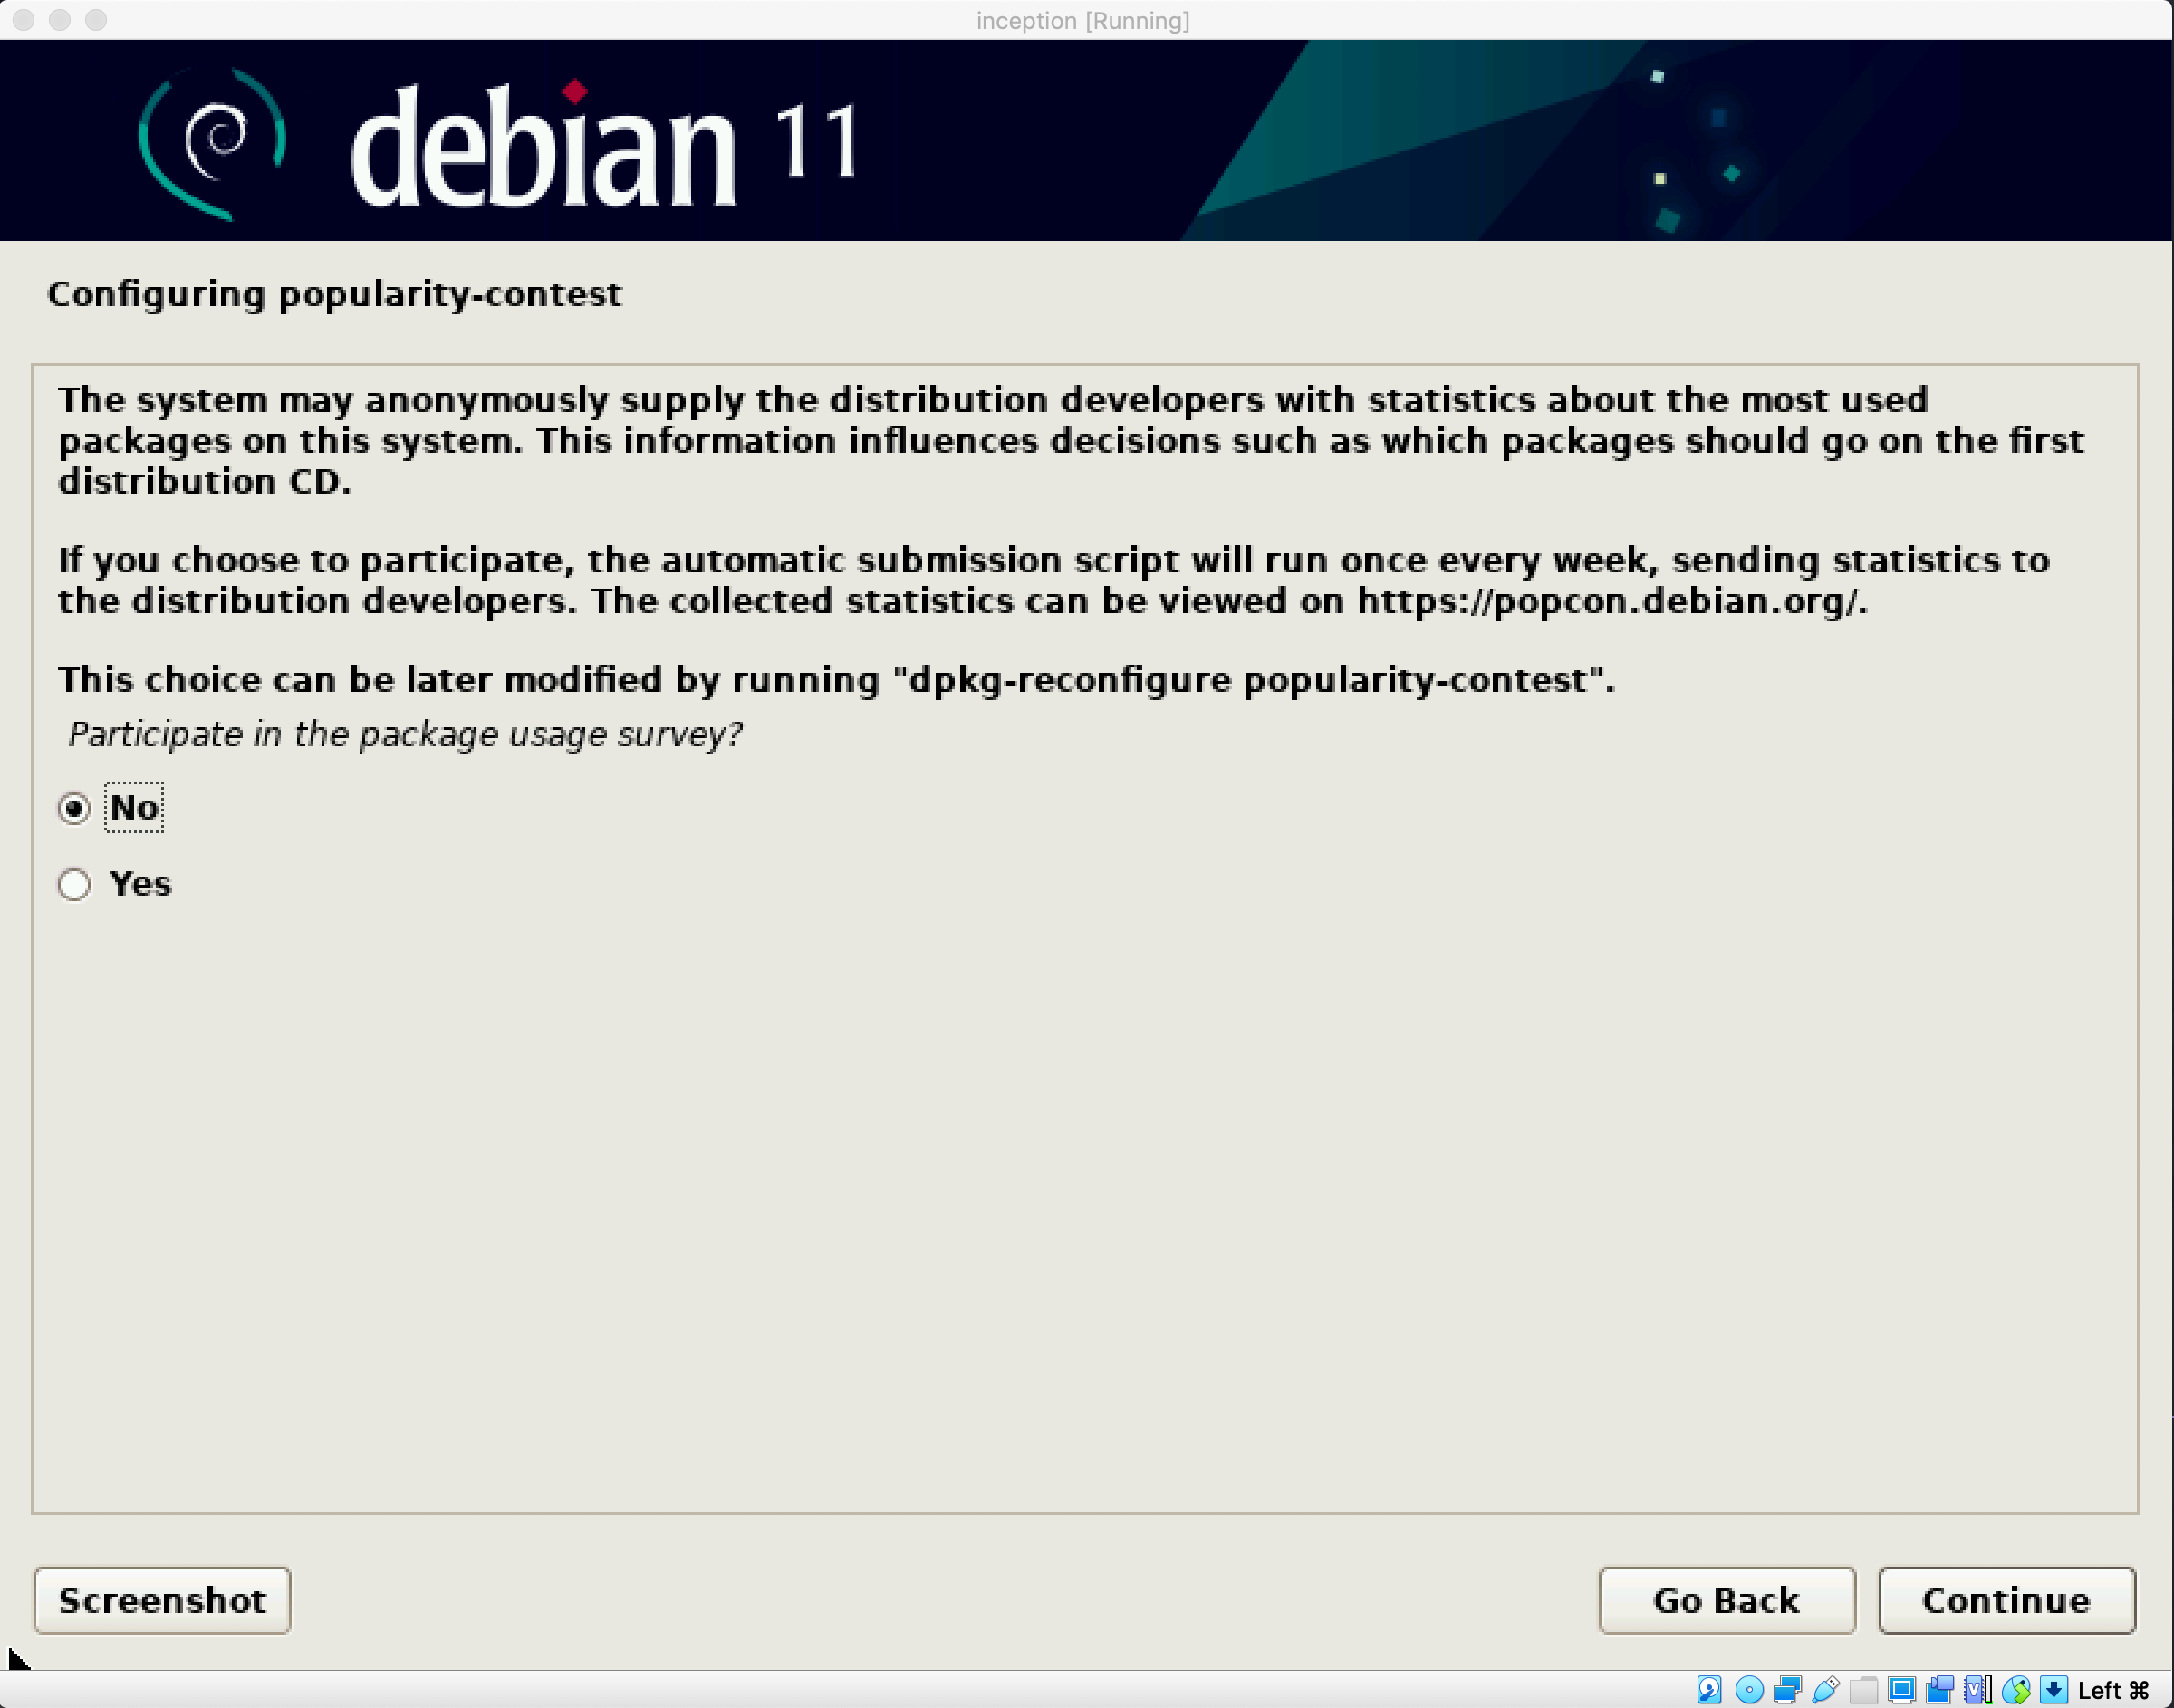 inception [Running]
debian 11
Configuring popularity-contest
The system may anonymously supply the distribution developers with statistics about the most used
packages on this system. This information influences decisions such as which packages should go on the first
distribution CD.
If you choose to participate, the automatic submission script will run once every week, sending statistics to
the distribution developers. The collected statistics can be viewed on https://popcon.debian.org/.
This choice can be later modified by running "dpkg-reconfigure popularity-contest".
Participate in the package usage survey?
No
Yes
Screenshot
Go Back
Continue
Left ⌘